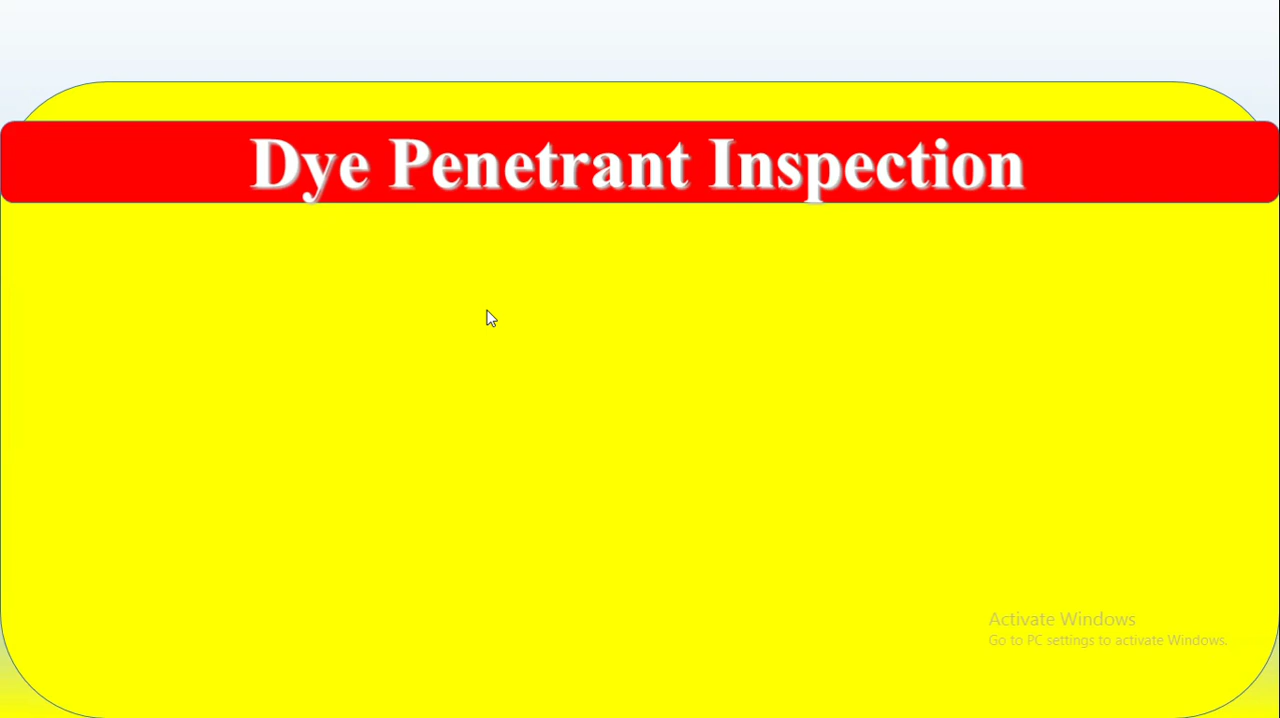 Dye Penetrant Inspection
Activate Windows
Go to PC settings to activate Windows.